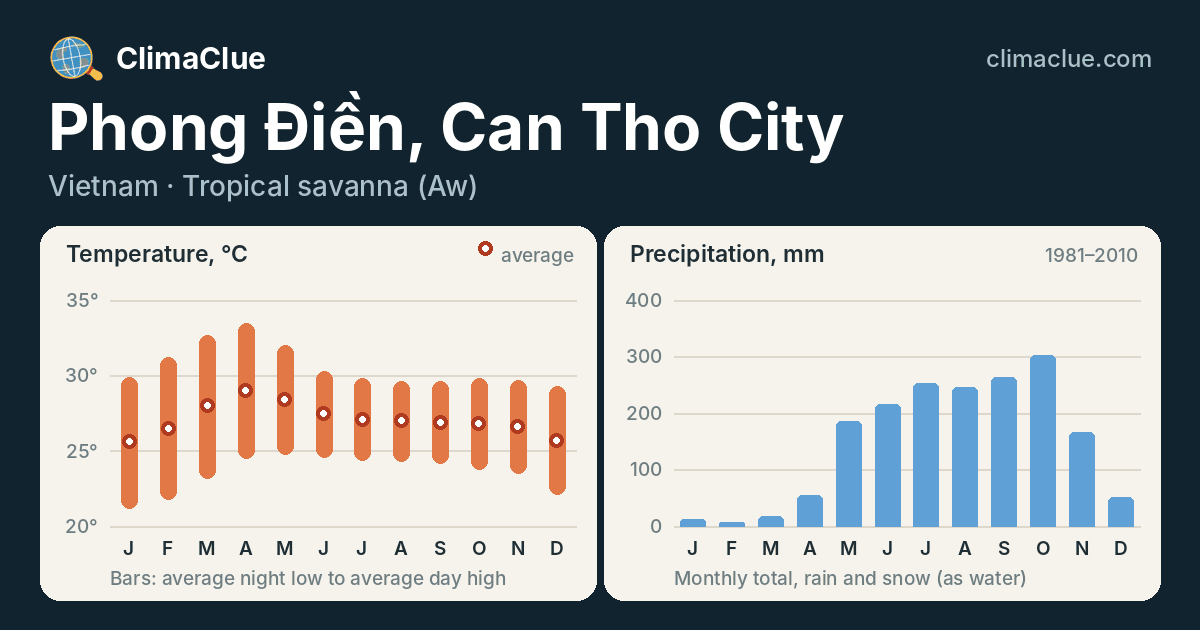 ClimaClue
climaclue.com
Phong Điền, Can Tho City
Vietnam · Tropical savanna (Aw)
Temperature, °C
average
35°
30°
25°
20°
J F M A M J J A S O N D
Bars: average night low to average day high
Precipitation, mm
1981–2010
400
300
200
100
0
J F M A M J J A S O N D
Monthly total, rain and snow (as water)